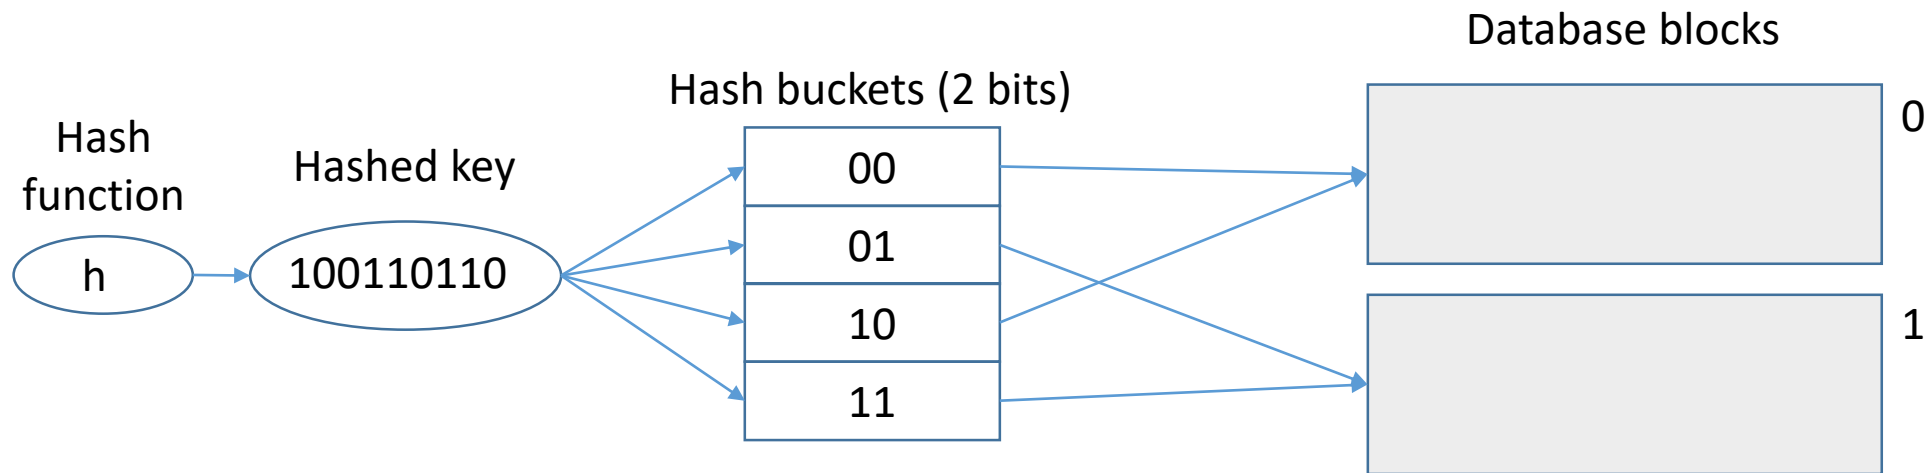 Hash
function
h
Hashed key
100110110
Hash buckets (2 bits)
00
01
10
11
Database blocks
0
1